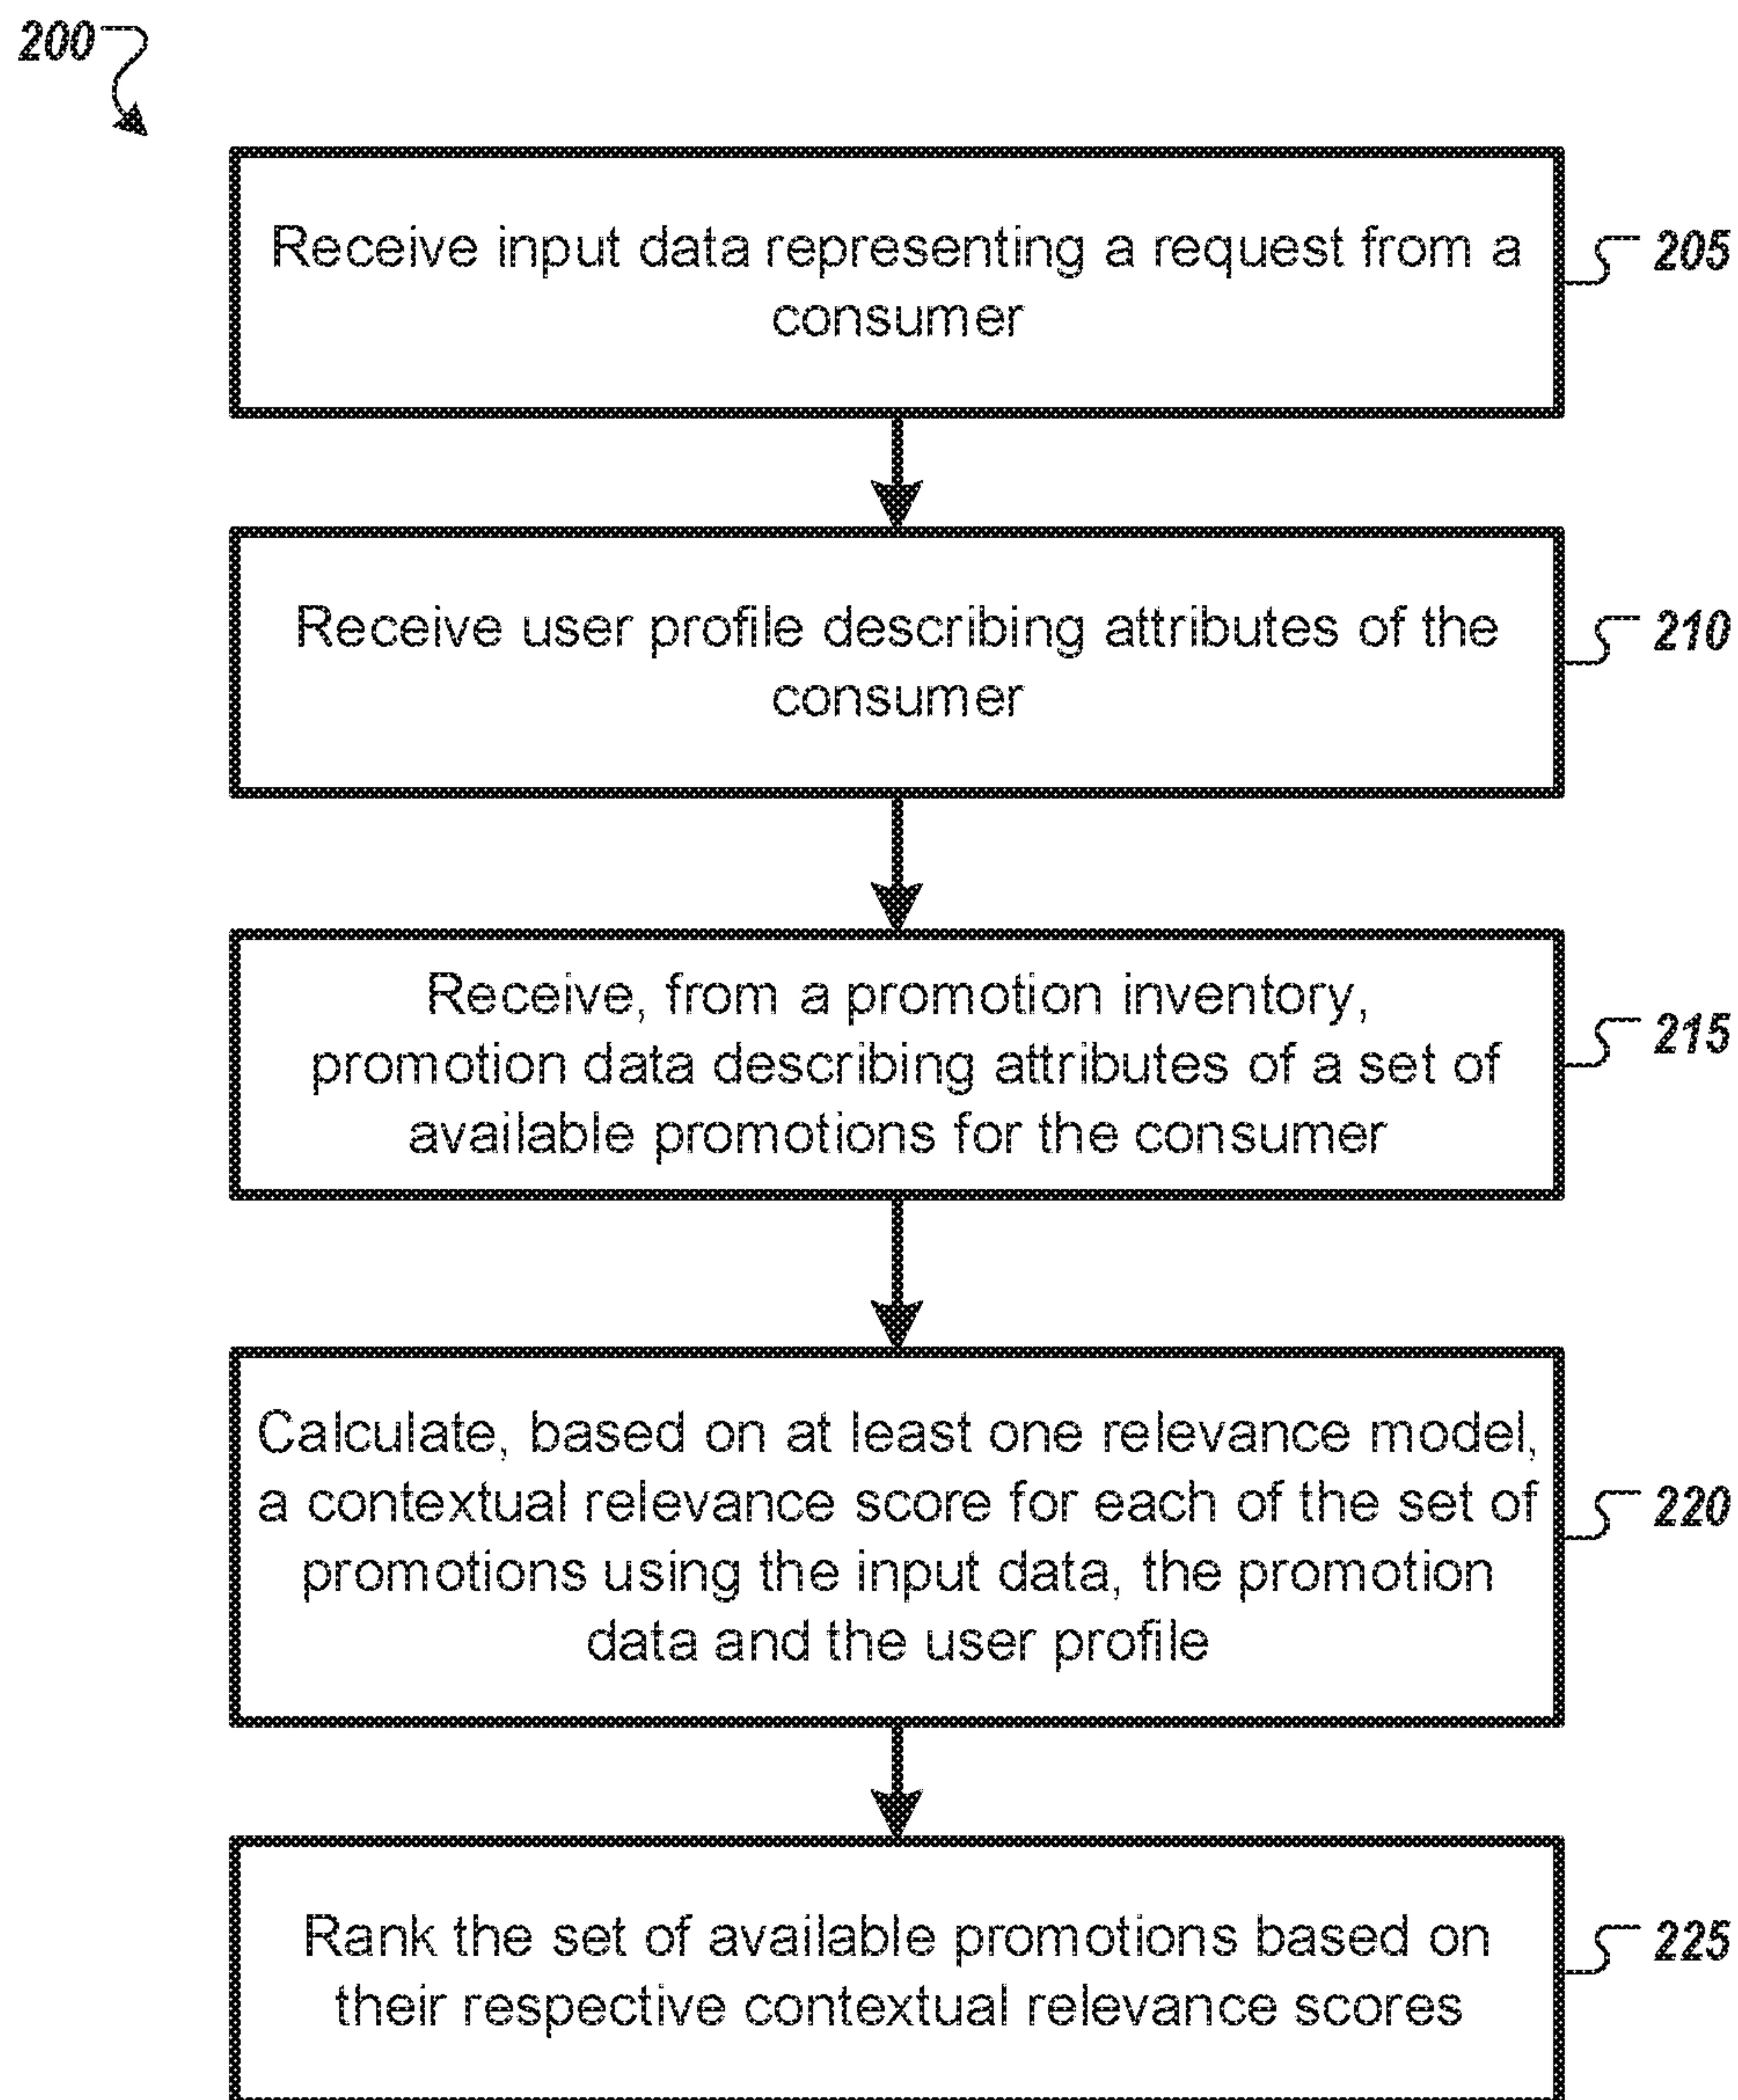 200
Receive input data representing a request from a
consumer
205
Receive user profile describing attributes of the
consumer
210
Receive, from a promotion inventory,
promotion data describing attributes of a set of
available promotions for the consumer
215
Calculate, based on at least one relevance model,
a contextual relevance score for each of the set of
promotions using the input data, the promotion
data and the user profile
220
Rank the set of available promotions based on
their respective contextual relevance scores
225